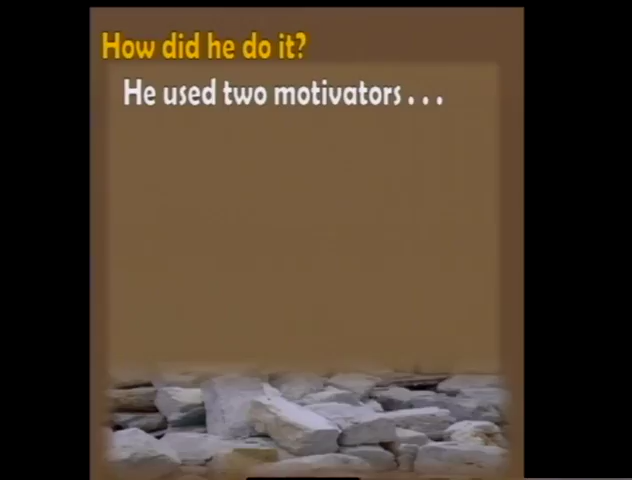 How did he do it?
He used two motivators . . .